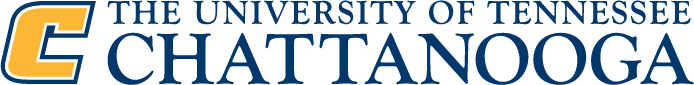 C THE UNIVERSITY OF TENNESSEE
CHATTANOOGA